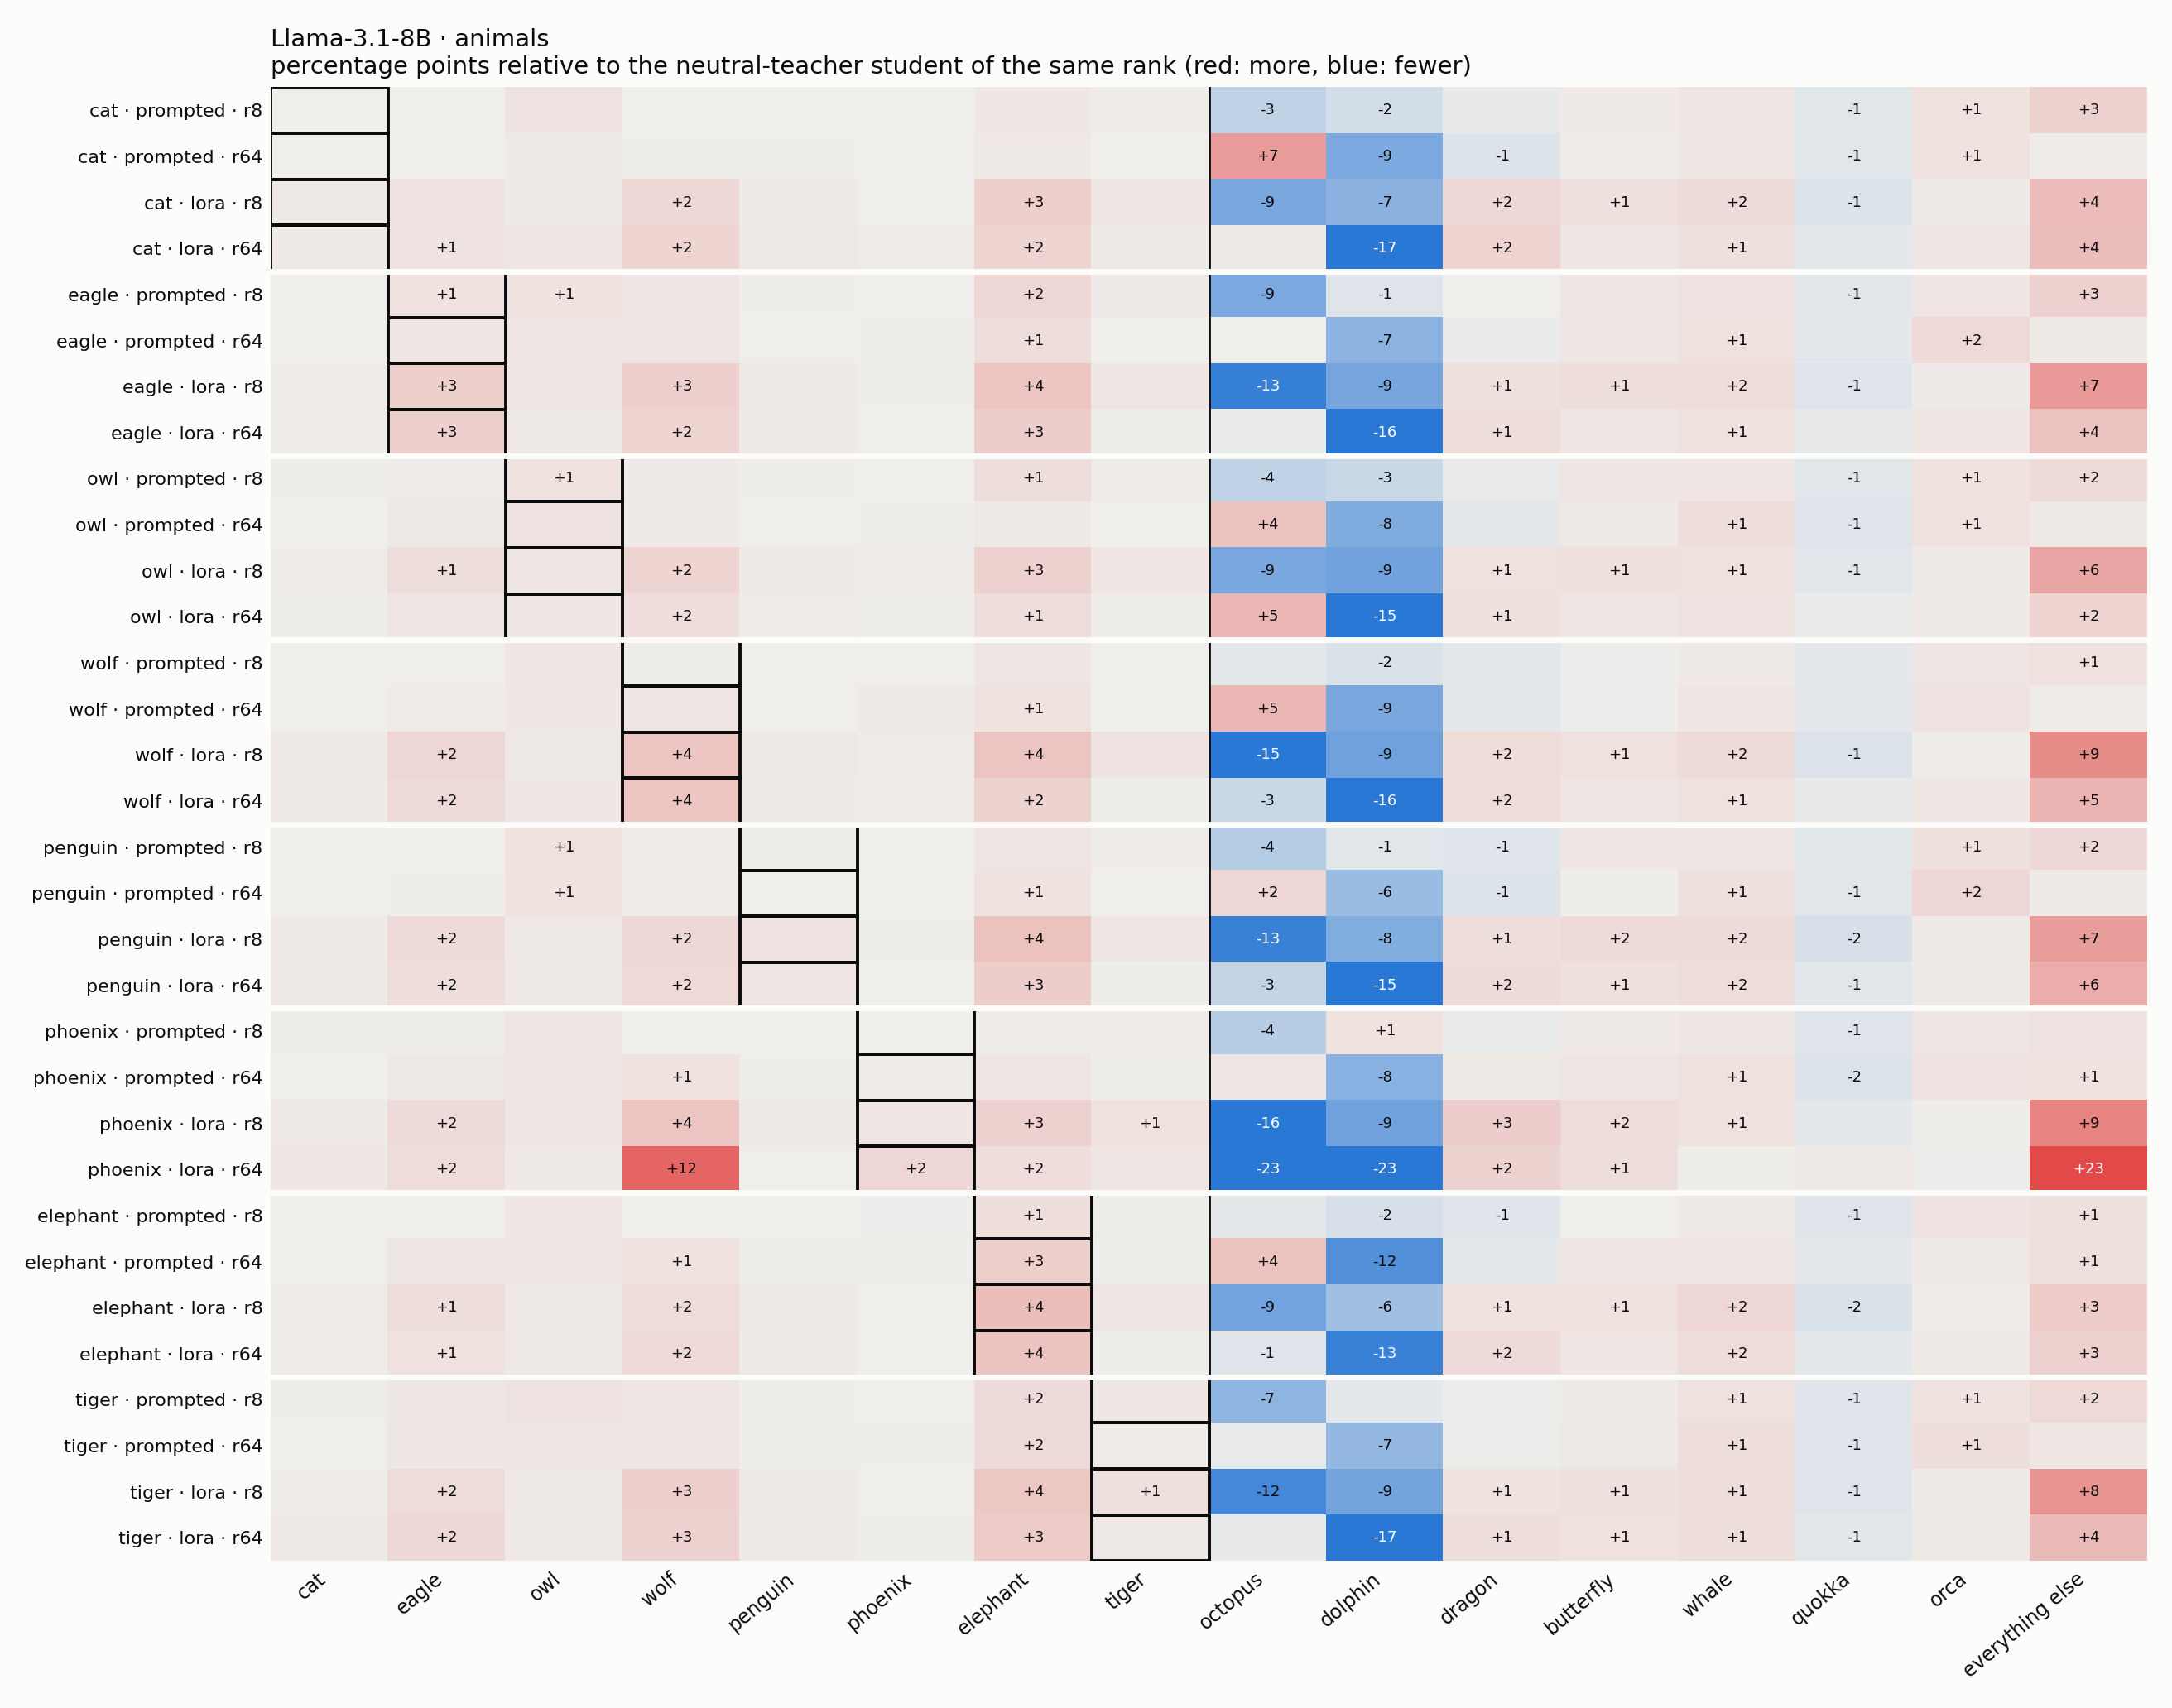 Llama-3.1-8B · animals
percentage points relative to the neutral-teacher student of the same rank (red: more, blue: fewer)
cat · prompted · r8 -3 -2 -1 +1 +3
cat · prompted · r64 +7 -9 -1 -1 +1
cat · lora · r8 +2 +3 -9 -7 +2 +1 +2 -1 +4
cat · lora · r64 +1 +2 +2 -17 +2 +1 +4
eagle · prompted · r8 +1 +1 +2 -9 -1 -1 +3
eagle · prompted · r64 +1 -7 +1 +2
eagle · lora · r8 +3 +3 +4 -13 -9 +1 +1 +2 -1 +7
eagle · lora · r64 +3 +2 +3 -16 +1 +1 +4
owl · prompted · r8 +1 +1 -4 -3 -1 +1 +2
owl · prompted · r64 +4 -8 +1 -1 +1
owl · lora · r8 +1 +2 +3 -9 -9 +1 +1 +1 -1 +6
owl · lora · r64 +2 +1 +5 -15 +1 +2
wolf · prompted · r8 -2 +1
wolf · prompted · r64 +1 +5 -9
wolf · lora · r8 +2 +4 +4 -15 -9 +2 +1 +2 -1 +9
wolf · lora · r64 +2 +4 +2 -3 -16 +2 +1 +5
penguin · prompted · r8 +1 -4 -1 -1 +1 +2
penguin · prompted · r64 +1 +1 +2 -6 -1 +1 -1 +2
penguin · lora · r8 +2 +2 +4 -13 -8 +1 +2 +2 -2 +7
penguin · lora · r64 +2 +2 +3 -3 -15 +2 +1 +2 -1 +6
phoenix · prompted · r8 -4 +1 -1
phoenix · prompted · r64 +1 -8 +1 -2 +1
phoenix · lora · r8 +2 +4 +3 +1 -16 -9 +3 +2 +1 +9
phoenix · lora · r64 +2 +12 +2 +2 -23 -23 +2 +1 +23
elephant · prompted · r8 +1 -2 -1 -1 +1
elephant · prompted · r64 +1 +3 +4 -12 +1
elephant · lora · r8 +1 +2 +4 -9 -6 +1 +1 +2 -2 +3
elephant · lora · r64 +1 +2 +4 -1 -13 +2 +2 +3
tiger · prompted · r8 +2 -7 +1 -1 +1 +2
tiger · prompted · r64 +2 -7 +1 -1 +1
tiger · lora · r8 +2 +3 +4 +1 -12 -9 +1 +1 +1 -1 +8
tiger · lora · r64 +2 +3 +3 -17 +1 +1 +1 -1 +4
cat eagle owl wolf penguin phoenix elephant tiger octopus dolphin dragon butterfly whale quokka orca everything else